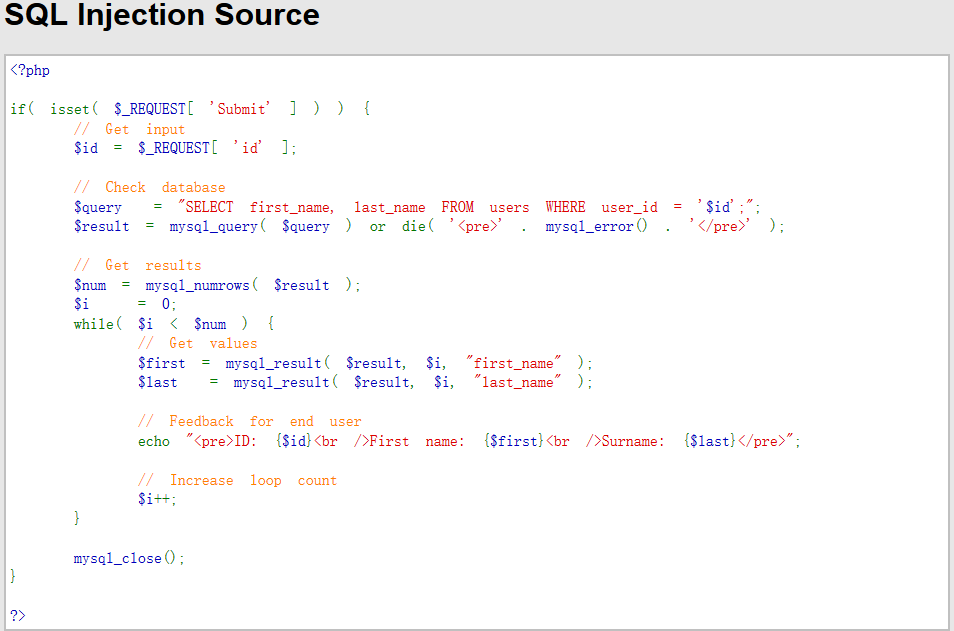 SQL Injection Source
<?php
if( isset( $_REQUEST[ 'Submit' ] ) ) {
// Get input
$id = $_REQUEST[ 'id' ];
// Check database
$query = "SELECT first_name, last_name FROM users WHERE user_id = '$id';";
$result = mysql_query( $query ) or die( '<pre>' . mysql_error() . '</pre>' );
// Get results
$num = mysql_numrows( $result );
$i = 0;
while( $i < $num ) {
// Get values
$first = mysql_result( $result, $i, "first_name" );
$last = mysql_result( $result, $i, "last_name" );
// Feedback for end user
echo "<pre>ID: {$id}<br />First name: {$first}<br />Surname: {$last}</pre>";
// Increase loop count
$i++;
}
mysql_close();
}
?>